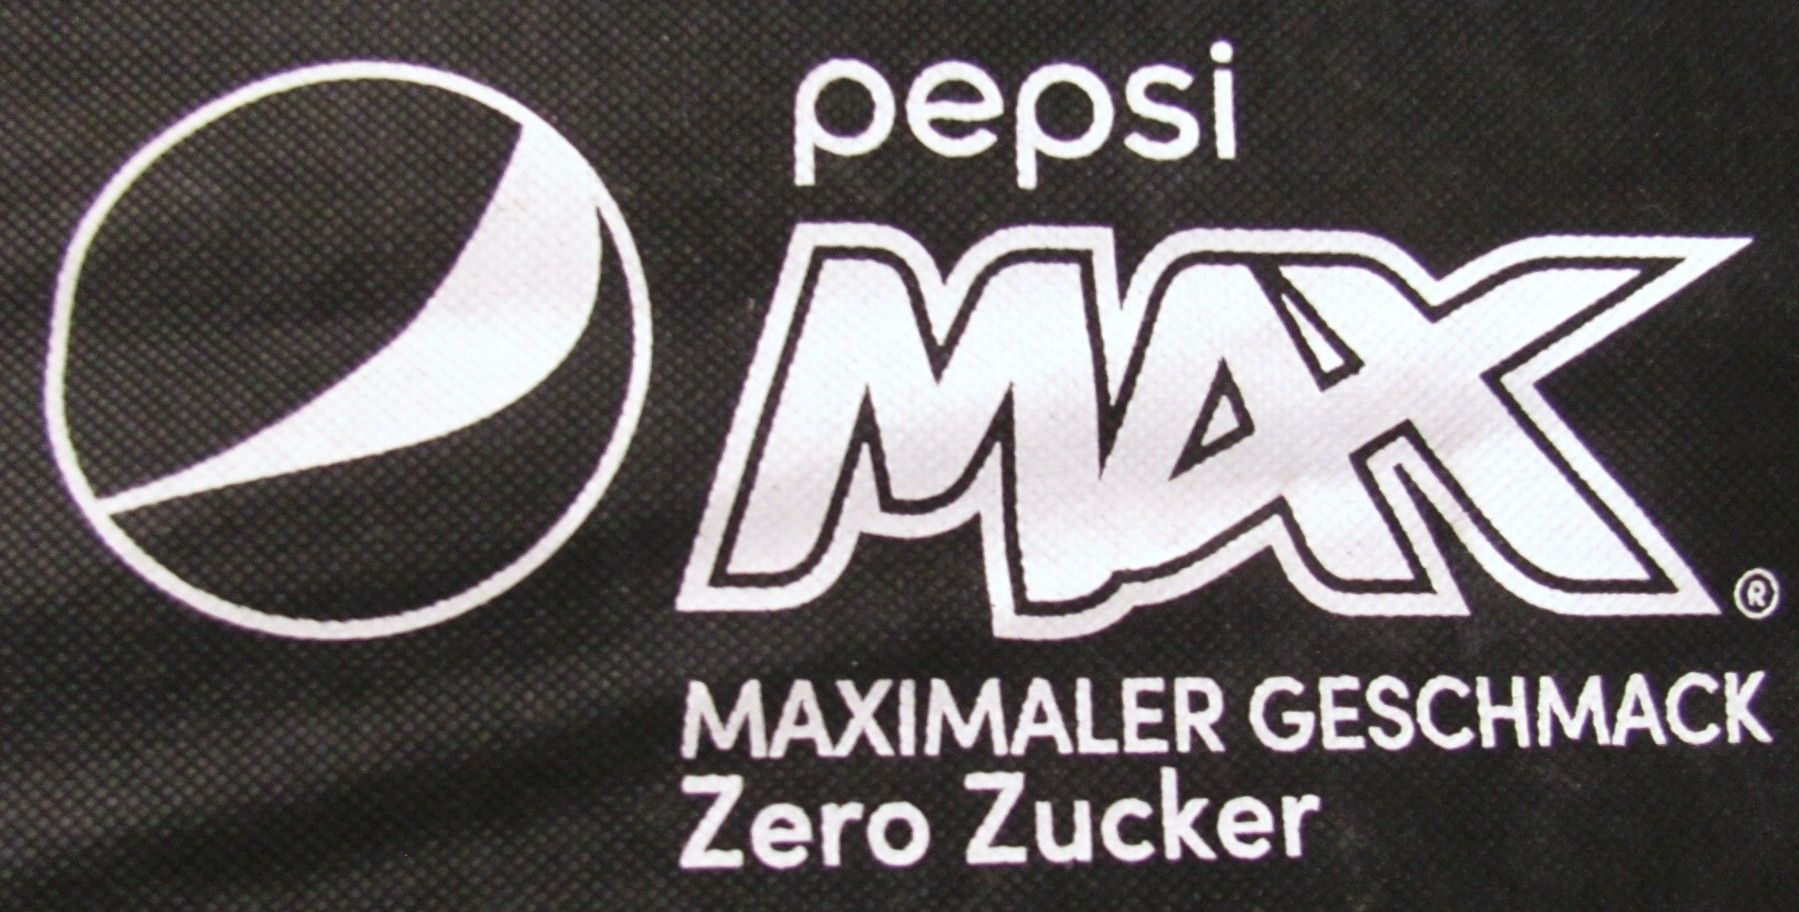 pepsi
MAX®
MAXIMALER GESCHMACK
Zero Zucker